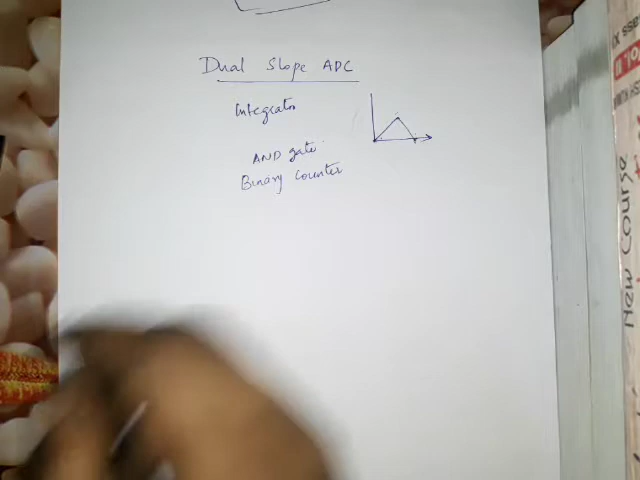 Dual Slope ADC
Integrator
AND gate
Binary counter
New Course